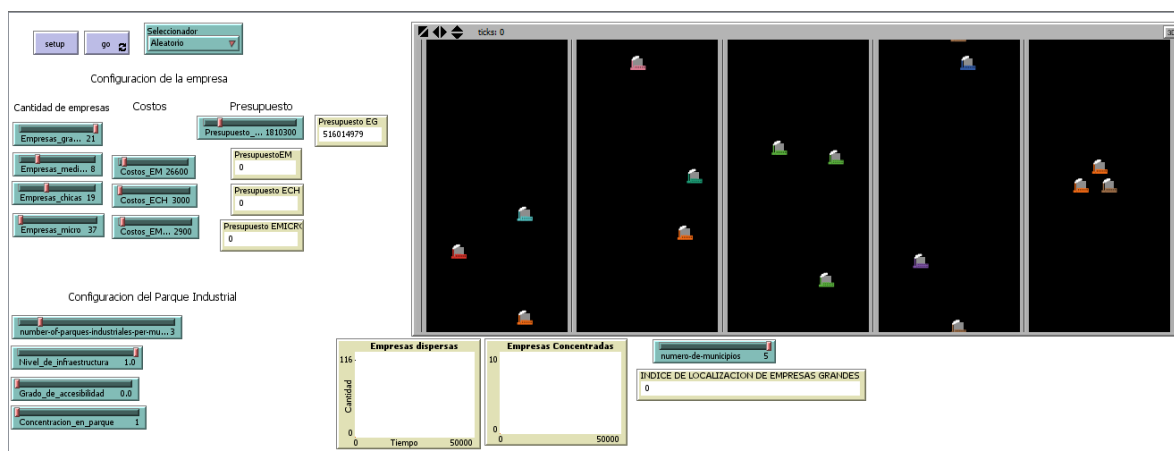 setup
go
Seleccionador
Aleatorio
ticks: 0
3D
Configuracion de la empresa
Cantidad de empresas
Costos
Presupuesto
Empresas_gra... 21
Presupuesto_... 1810300
Presupuesto EG
516014979
Empresas_medi... 8
Costos_EM 26600
PresupuestoEM
0
Empresas_chicas 19
Costos_ECH 3000
Presupuesto ECH
0
Empresas_micro 37
Costos_EM... 2900
Presupuesto EMICRO
0
Configuracion del Parque Industrial
number-of-parques-industriales-per-mu... 3
Nivel_de_infraestructura 1.0
Grado_de_accesibilidad 0.0
Concentracion_en_parque 1
Empresas dispersas
116
Cantidad
0
0
Tiempo
50000
Empresas Concentradas
10
0
0
50000
numero-de-municipios 5
INDICE DE LOCALIZACION DE EMPRESAS GRANDES
0